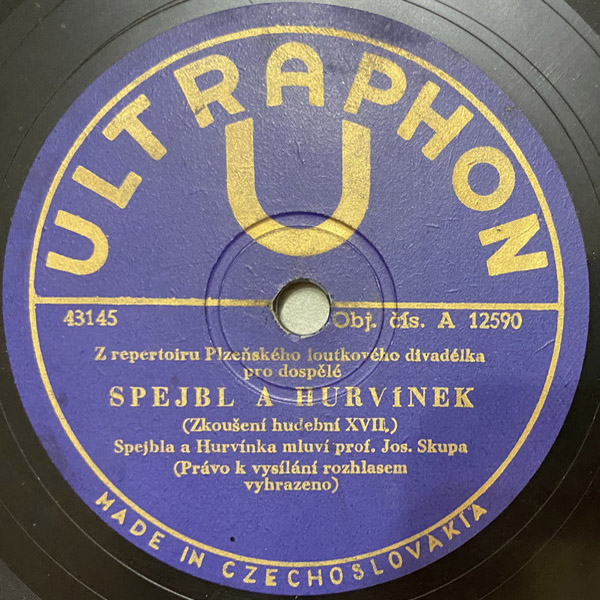 ULTRAPHON
U
43145 Obj. čís. A 12590
Z repertoiru Plzeňského loutkového divadélka
pro dospělé
SPEJBL A HURVÍNEK
(Zkoušení hudební XVII.)
Spejbla a Hurvínka mluví prof. Jos. Skupa
(Právo k vysílání rozhlasem
vyhrazeno)
MADE IN CZECHOSLOVAKIA